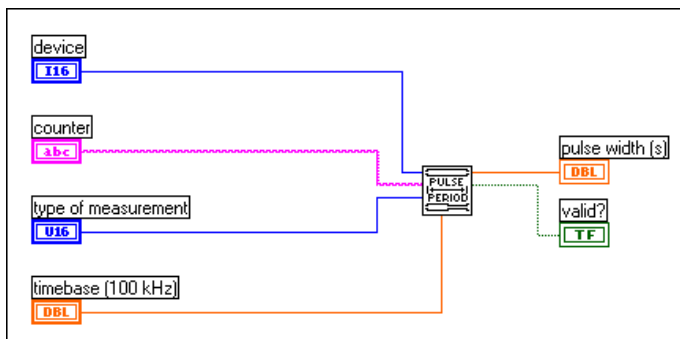 device
I16
counter
abc
type of measurement
U16
timebase (100 kHz)
DBL
PULSE
PERIOD
pulse width (s)
DBL
valid?
TF